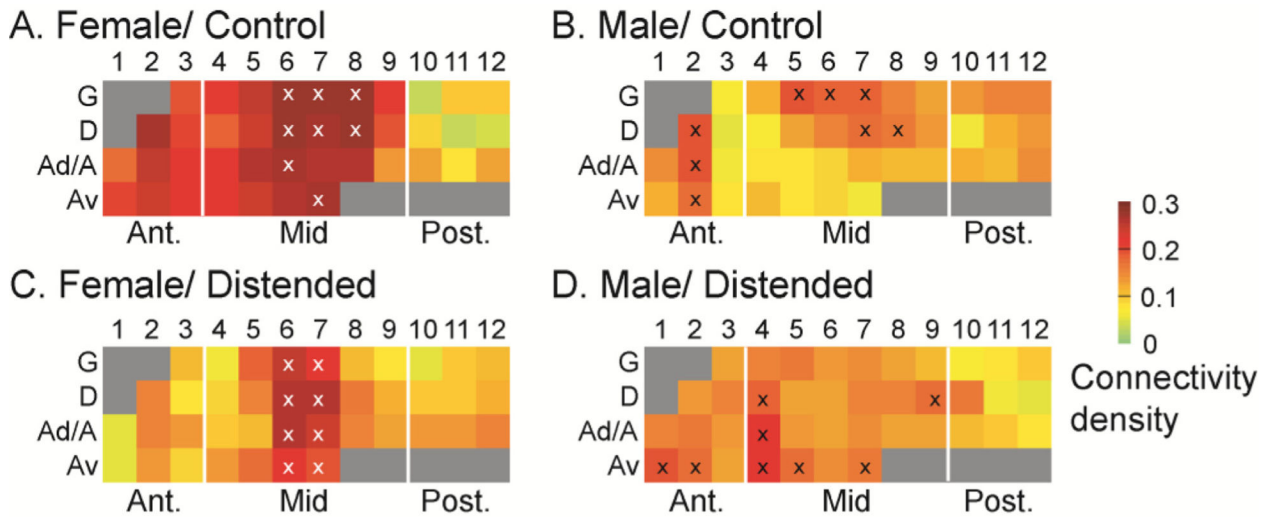 A. Female/ Control
1 2 3 4 5 6 7 8 9 10 11 12
G x x x
D x x x
Ad/A x
Av x
Ant. Mid Post.
B. Male/ Control
1 2 3 4 5 6 7 8 9 10 11 12
G x x x
D x x x
Ad/A x
Av x
Ant. Mid Post.
C. Female/ Distended
1 2 3 4 5 6 7 8 9 10 11 12
G x x
D x x
Ad/A x x
Av x x
Ant. Mid Post.
D. Male/ Distended
1 2 3 4 5 6 7 8 9 10 11 12
G
D x x
Ad/A x
Av x x x x x
Ant. Mid Post.
0.3
0.2
0.1
0
Connectivity
density